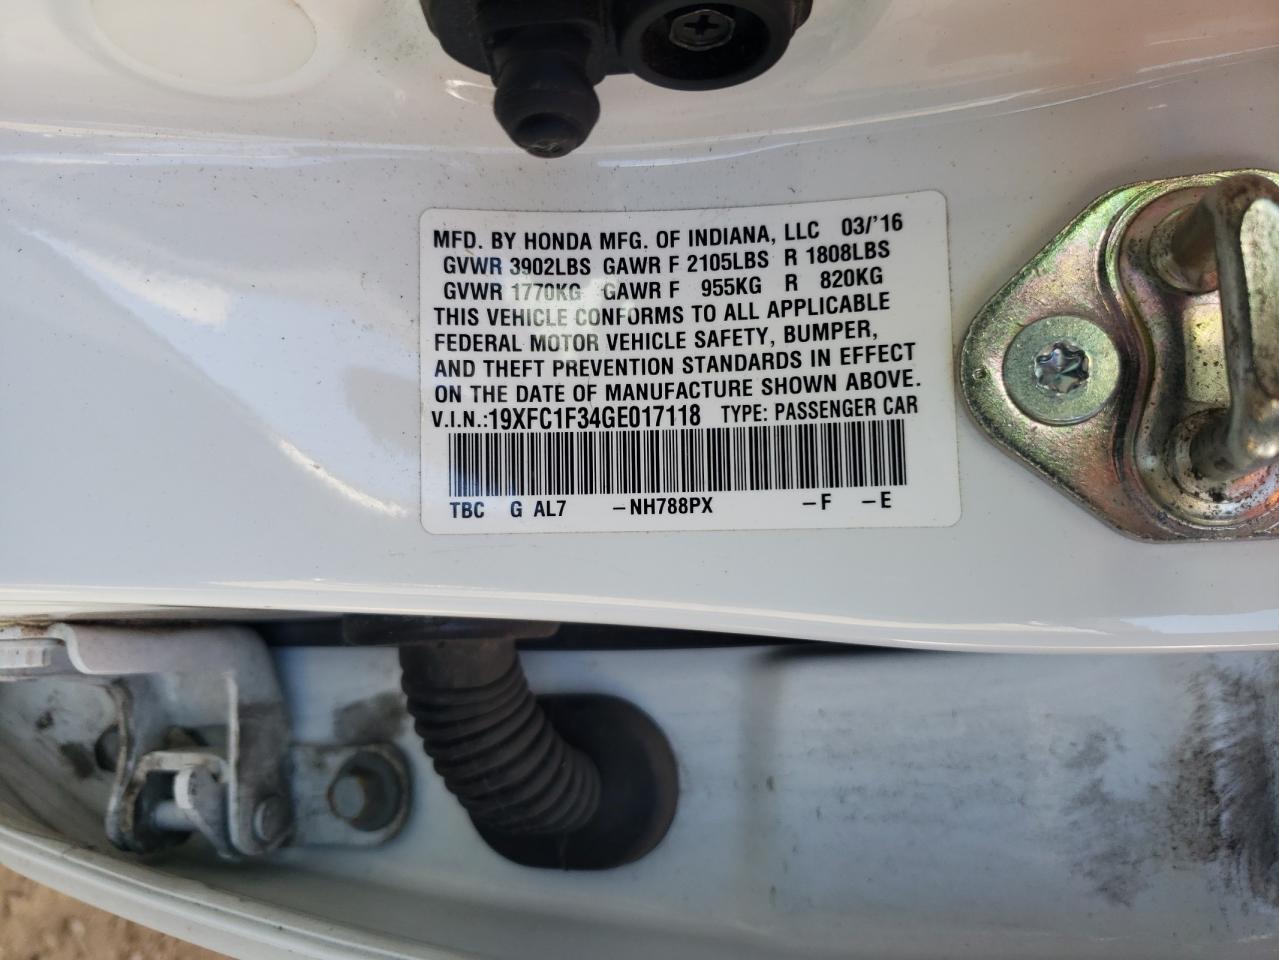 MFD. BY HONDA MFG. OF INDIANA, LLC 03/'16
GVWR 3902LBS GAWR F 2105LBS R 1808LBS
GVWR 1770KG GAWR F 955KG R 820KG
THIS VEHICLE CONFORMS TO ALL APPLICABLE
FEDERAL MOTOR VEHICLE SAFETY, BUMPER,
AND THEFT PREVENTION STANDARDS IN EFFECT
ON THE DATE OF MANUFACTURE SHOWN ABOVE.
V.I.N.:19XFC1F34GE017118 TYPE: PASSENGER CAR
TBC G AL7 –NH788PX –F –E